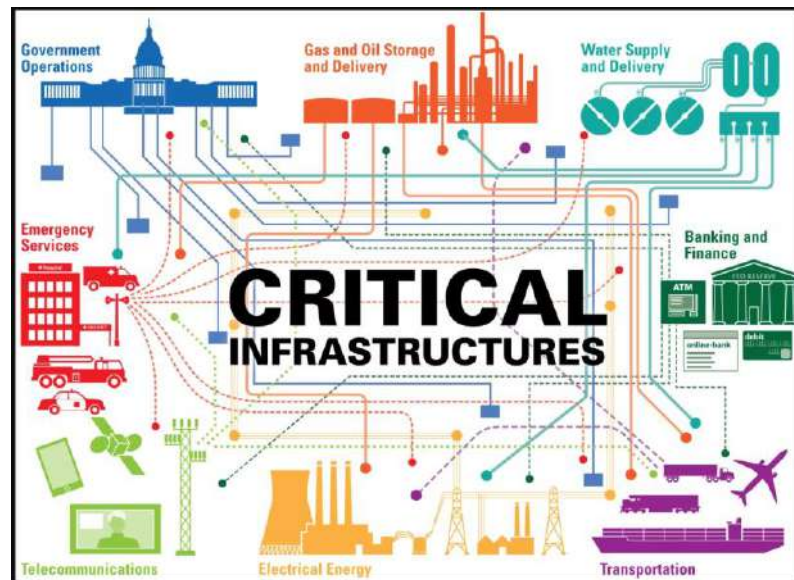 Government
Operations
Gas and Oil Storage
and Delivery
Water Supply
and Delivery
Emergency
Services
Hospital
Banking and
Finance
ATM
CRITICAL
INFRASTRUCTURES
online-bank
debit
Telecommunications
Electrical Energy
Transportation